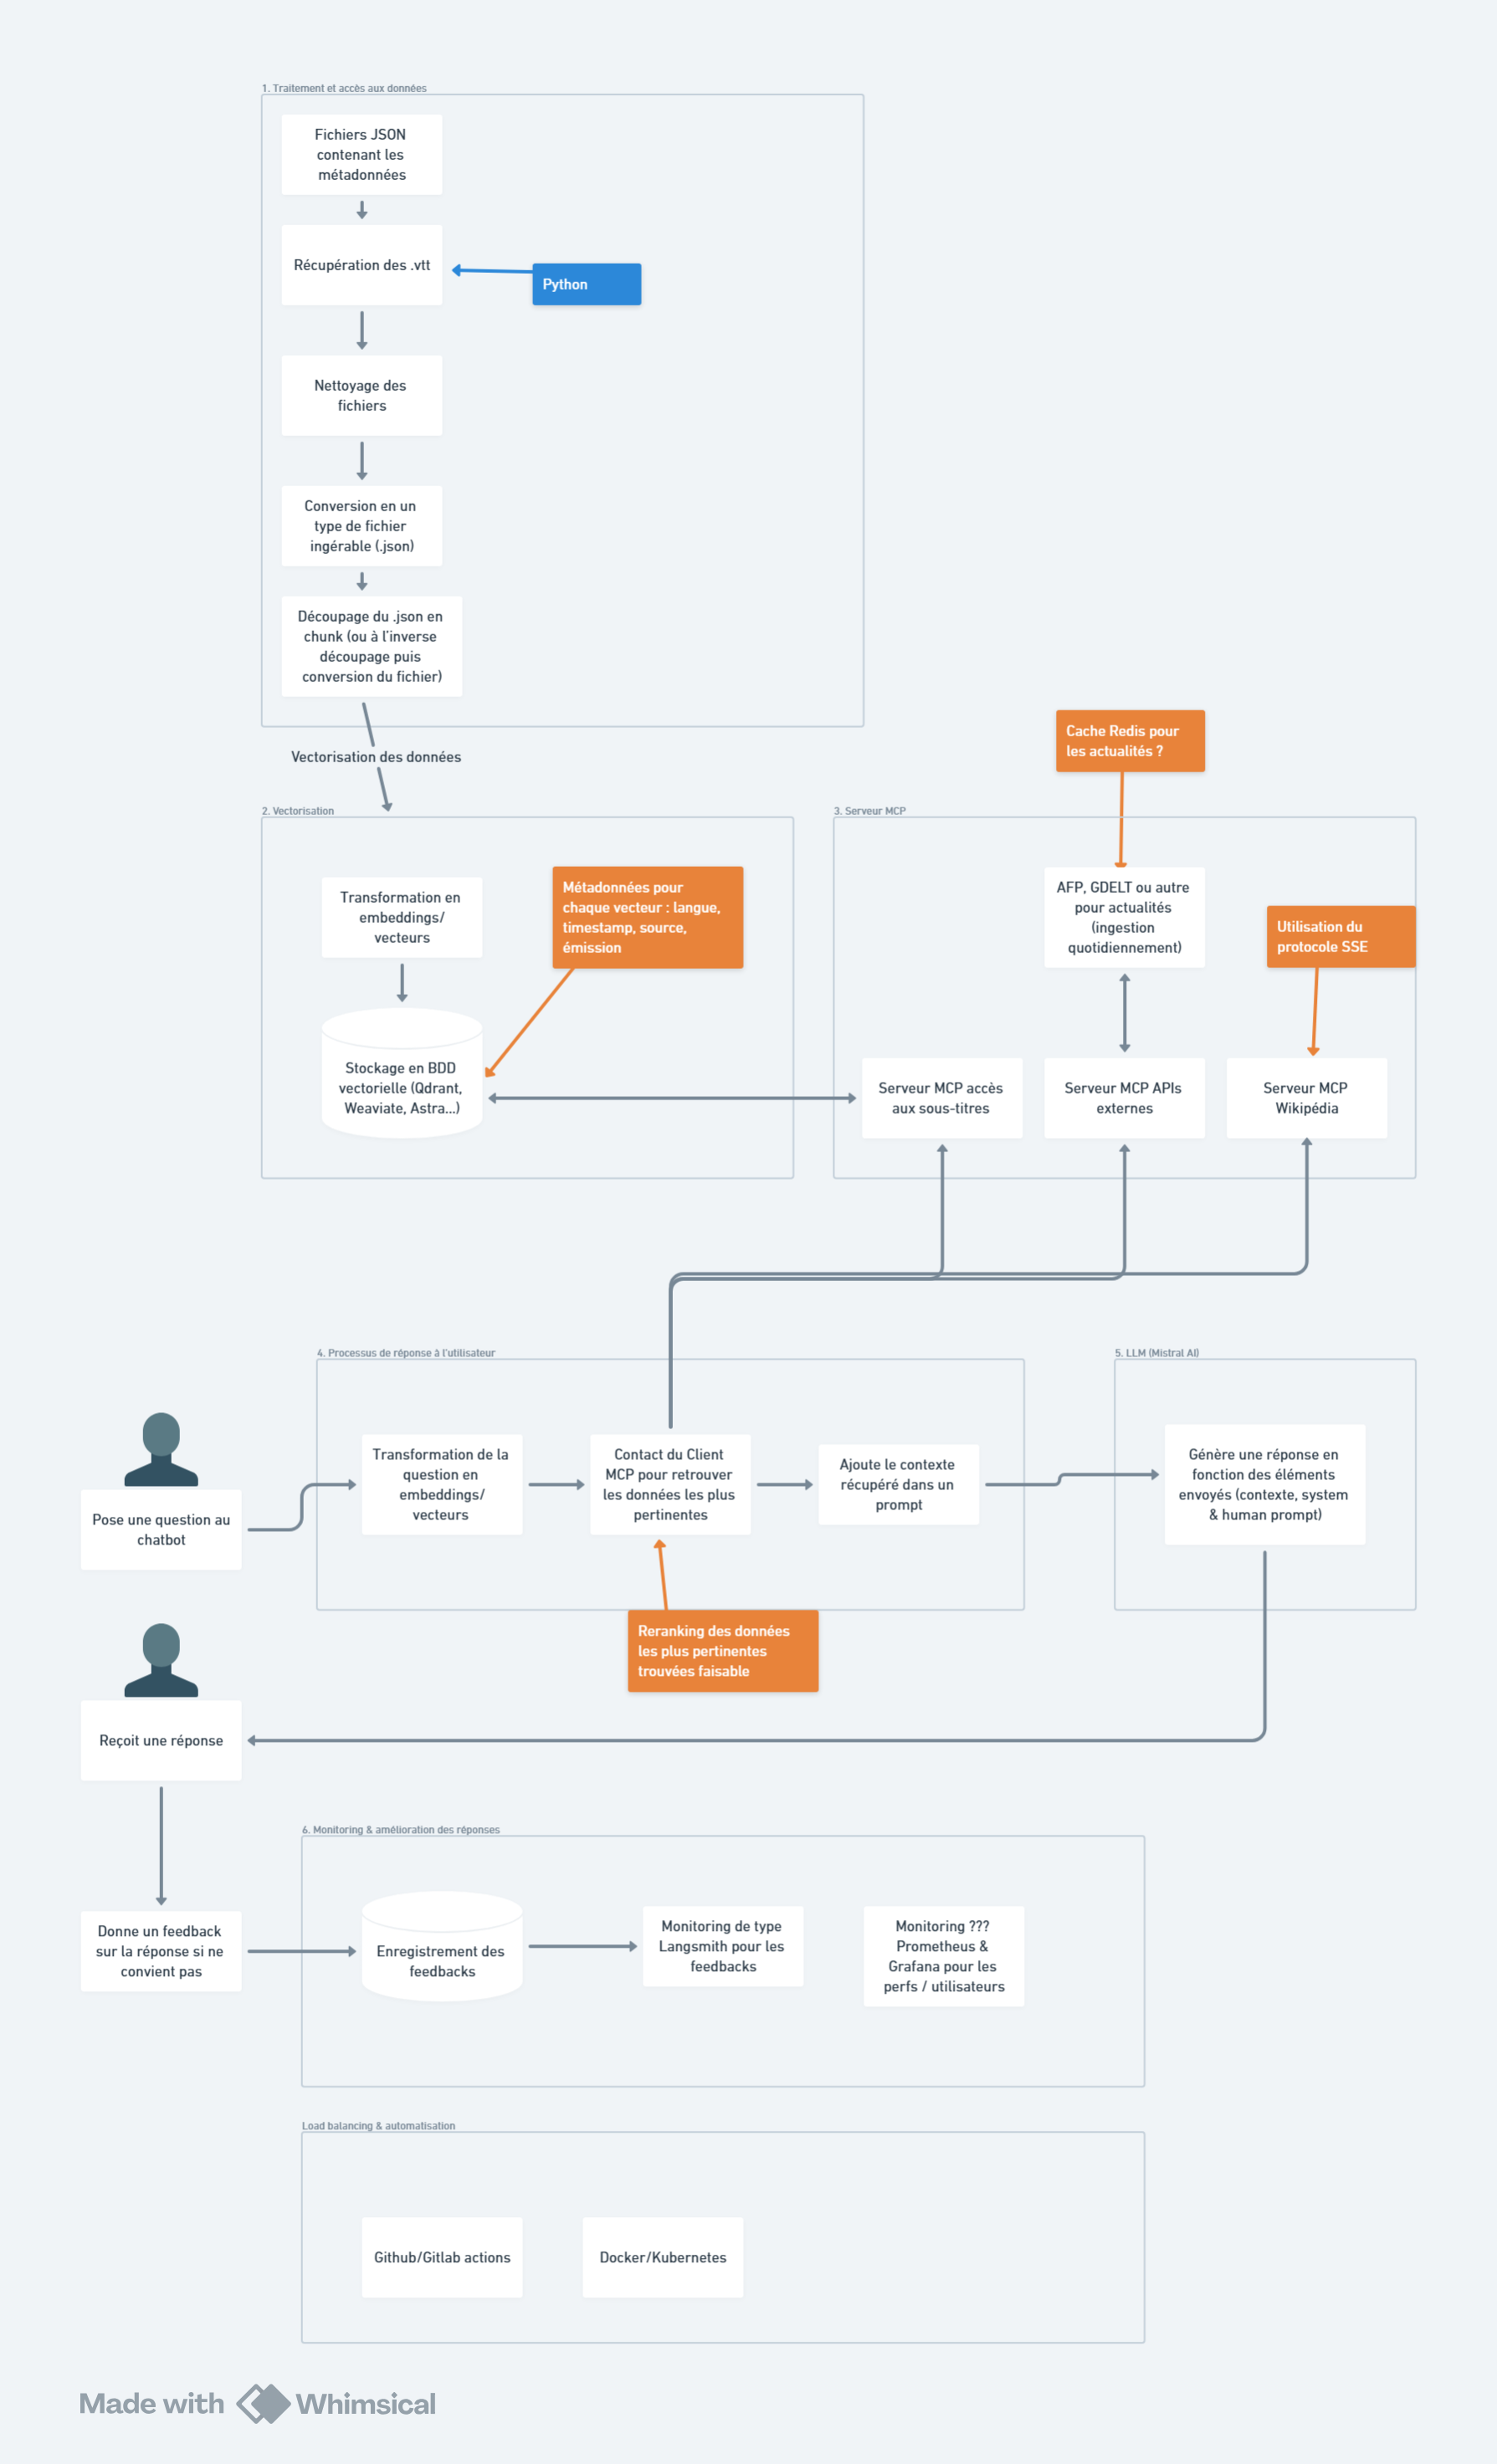 1. Traitement et accès aux données
Fichiers JSON
contenant les
métadonnées
Récupération des .vtt
Python
Nettoyage des
fichiers
Conversion en un
type de fichier
ingérable (.json)
Découpage du .json en
chunk (ou à l'inverse
découpage puis
conversion du fichier)
Vectorisation des données
2. Vectorisation
Transformation en
embeddings/
vecteurs
Métadonnées pour
chaque vecteur : langue,
timestamp, source,
émission
Stockage en BDD
vectorielle (Qdrant,
Weaviate, Astra...)
Cache Redis pour
les actualités ?
3. Serveur MCP
AFP, GDELT ou autre
pour actualités
(ingestion
quotidiennement)
Utilisation du
protocole SSE
Serveur MCP accès
aux sous-titres
Serveur MCP APIs
externes
Serveur MCP
Wikipédia
4. Processus de réponse à l'utilisateur
Pose une question au
chatbot
Transformation de la
question en
embeddings/
vecteurs
Contact du Client
MCP pour retrouver
les données les plus
pertinentes
Ajoute le contexte
récupéré dans un
prompt
Reranking des données
les plus pertinentes
trouvées faisable
5. LLM (Mistral AI)
Génère une réponse en
fonction des éléments
envoyés (contexte, system
& human prompt)
Reçoit une réponse
Donne un feedback
sur la réponse si ne
convient pas
6. Monitoring & amélioration des réponses
Enregistrement des
feedbacks
Monitoring de type
Langsmith pour les
feedbacks
Monitoring ???
Prometheus &
Grafana pour les
perfs / utilisateurs
Load balancing & automatisation
Github/Gitlab actions
Docker/Kubernetes
Made with Whimsical